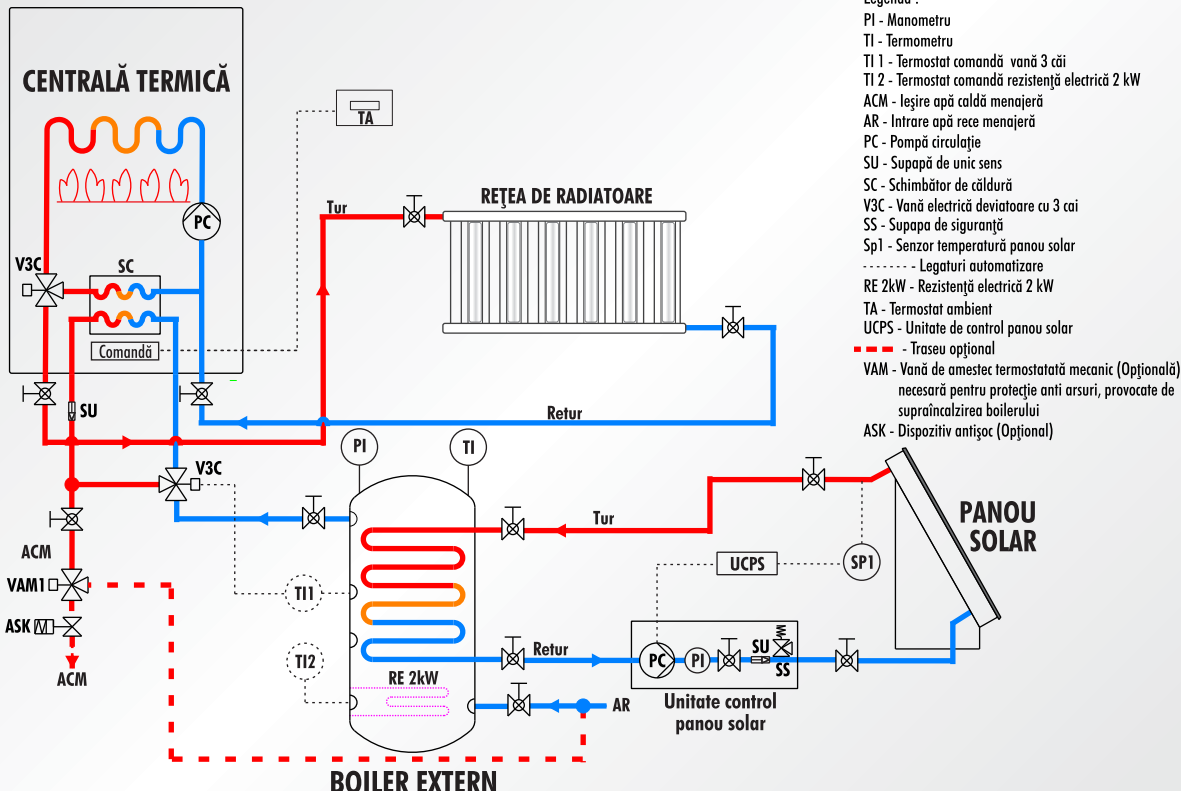 Legenda :
PI - Manometru
TI - Termometru
TI 1 - Termostat comandă vană 3 căi
TI 2 - Termostat comandă rezistență electrică 2 kW
ACM - Ieșire apă caldă menajeră
AR - Intrare apă rece menajeră
PC - Pompă circulație
SU - Supapă de unic sens
SC - Schimbător de căldură
V3C - Vană electrică deviatoare cu 3 cai
SS - Supapa de siguranță
Sp1 - Senzor temperatură panou solar
- Legaturi automatizare
RE 2kW - Rezistență electrică 2 kW
TA - Termostat ambient
UCPS - Unitate de control panou solar
- Traseu opțional
VAM - Vană de amestec termostatată mecanic (Opțională)
necesară pentru protecție anti arsuri, provocate de
supraîncalzirea boilerului
ASK - Dispozitiv antișoc (Opțional)
CENTRALĂ TERMICĂ
TA
PC
V3C
SC
Comandă
SU
Tur
REȚEA DE RADIATOARE
Retur
PI
TI
V3C
ACM
VAM1
ASK
ACM
TI1
TI2
RE 2kW
Tur
Retur
AR
UCPS
SP1
PANOU
SOLAR
PC
PI
SU
SS
Unitate control
panou solar
BOILER EXTERN